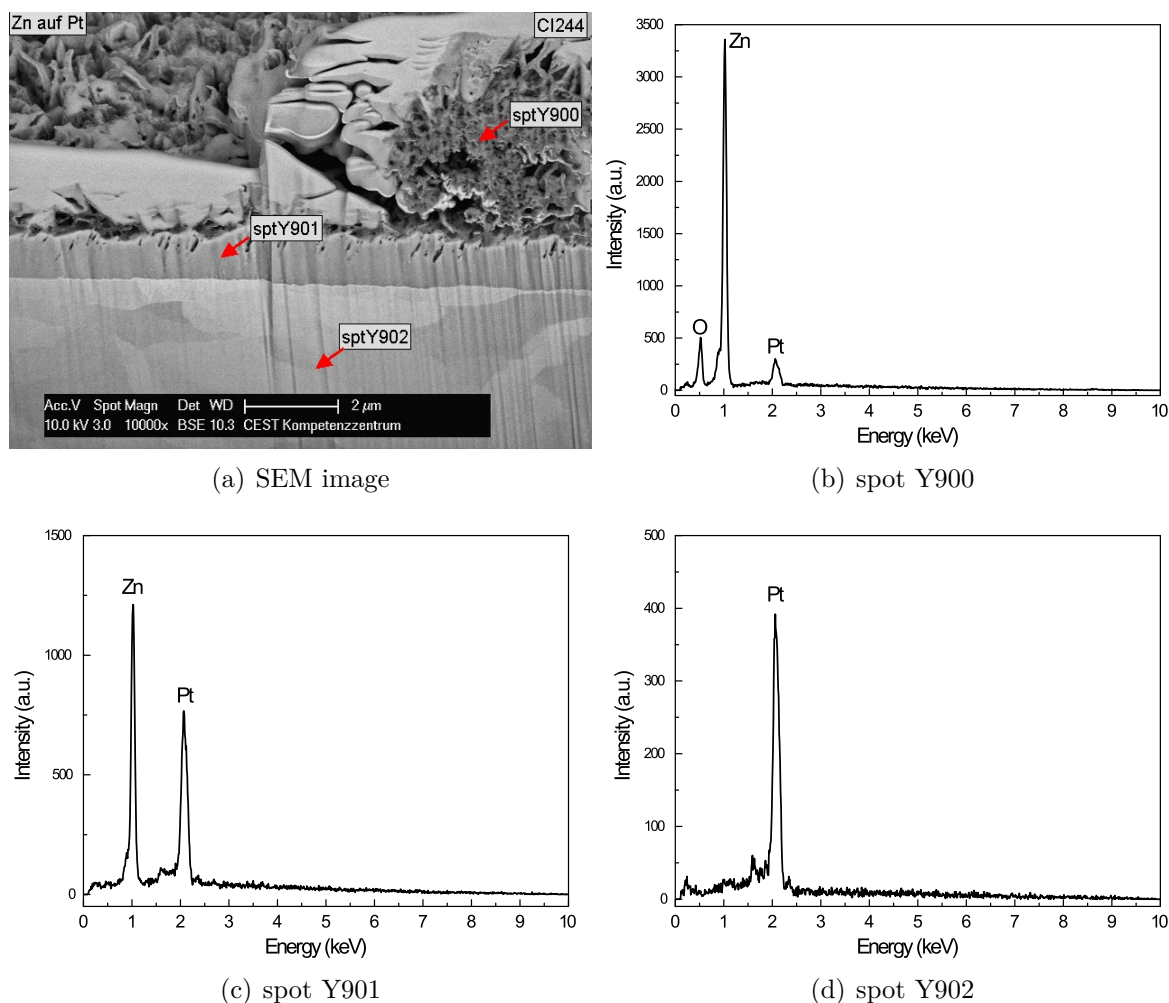 Zn auf Pt
CI244
sptY900
sptY901
sptY902
Acc.V Spot Magn Det WD 2 µm
10.0 kV 3.0 10000x BSE 10.3 CEST Kompetenzzentrum
(a) SEM image
3500
3000
2500
2000
1500
1000
500
0
Intensity (a.u.)
Zn
O
Pt
0 1 2 3 4 5 6 7 8 9 10
Energy (keV)
(b) spot Y900
1500
1000
500
0
Intensity (a.u.)
Zn
Pt
0 1 2 3 4 5 6 7 8 9 10
Energy (keV)
(c) spot Y901
500
400
300
200
100
0
Intensity (a.u.)
Pt
0 1 2 3 4 5 6 7 8 9 10
Energy (keV)
(d) spot Y902